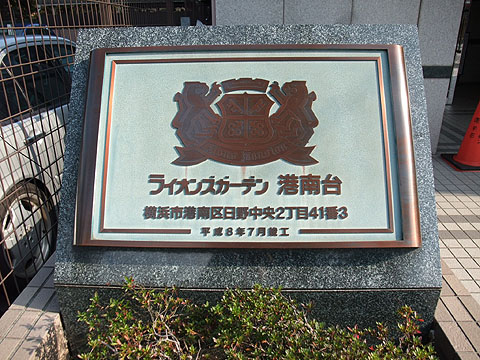 ライオンズガーデン 港南台
横浜市港南区日野中央2丁目41番3
平成8年7月竣工